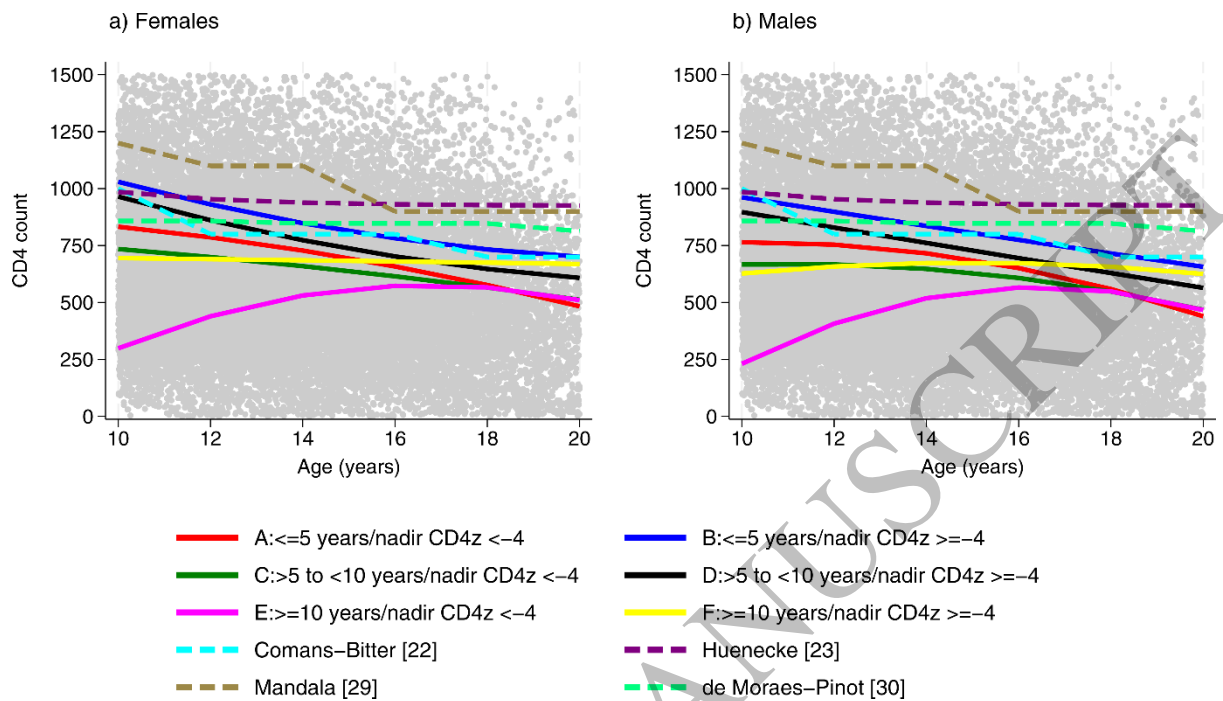 a) Females
b) Males
1500
1250
1000
750
500
250
0
CD4 count
10 12 14 16 18 20
Age (years)
1500
1250
1000
750
500
250
0
CD4 count
10 12 14 16 18 20
Age (years)
A:<=5 years/nadir CD4z <−4
B:<=5 years/nadir CD4z >=−4
C:>5 to <10 years/nadir CD4z <−4
D:>5 to <10 years/nadir CD4z >=−4
E:>=10 years/nadir CD4z <−4
F:>=10 years/nadir CD4z >=−4
Comans−Bitter [22]
Huenecke [23]
Mandala [29]
de Moraes−Pinot [30]
ANUSCRIPT